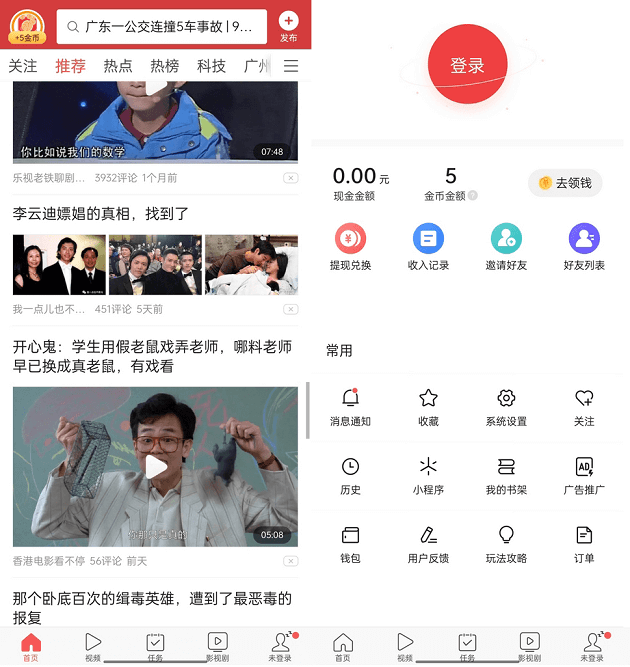 +5金币
广东一公交连撞5车事故 | 9...
发布
关注 推荐 热点 热榜 科技 广州
你比如说我们的数学
07:48
乐视老铁聊剧... 3932评论 1个月前
李云迪嫖娼的真相，找到了
我一点儿也不... 451评论 5天前
开心鬼：学生用假老鼠戏弄老师，哪料老师
早已换成真老鼠，有戏看
你那只是真的
05:08
香港电影看不停 56评论 前天
那个卧底百次的缉毒英雄，遭到了最恶毒的
报复
首页 视频 任务 影视剧 未登录
登录
0.00 元
现金金额
5
金币金额
去领钱
提现兑换 收入记录 邀请好友 好友列表
常用
消息通知 收藏 系统设置 关注
AD
历史 小程序 我的书架 广告推广
钱包 用户反馈 玩法攻略 订单
首页 视频 任务 影视剧 未登录